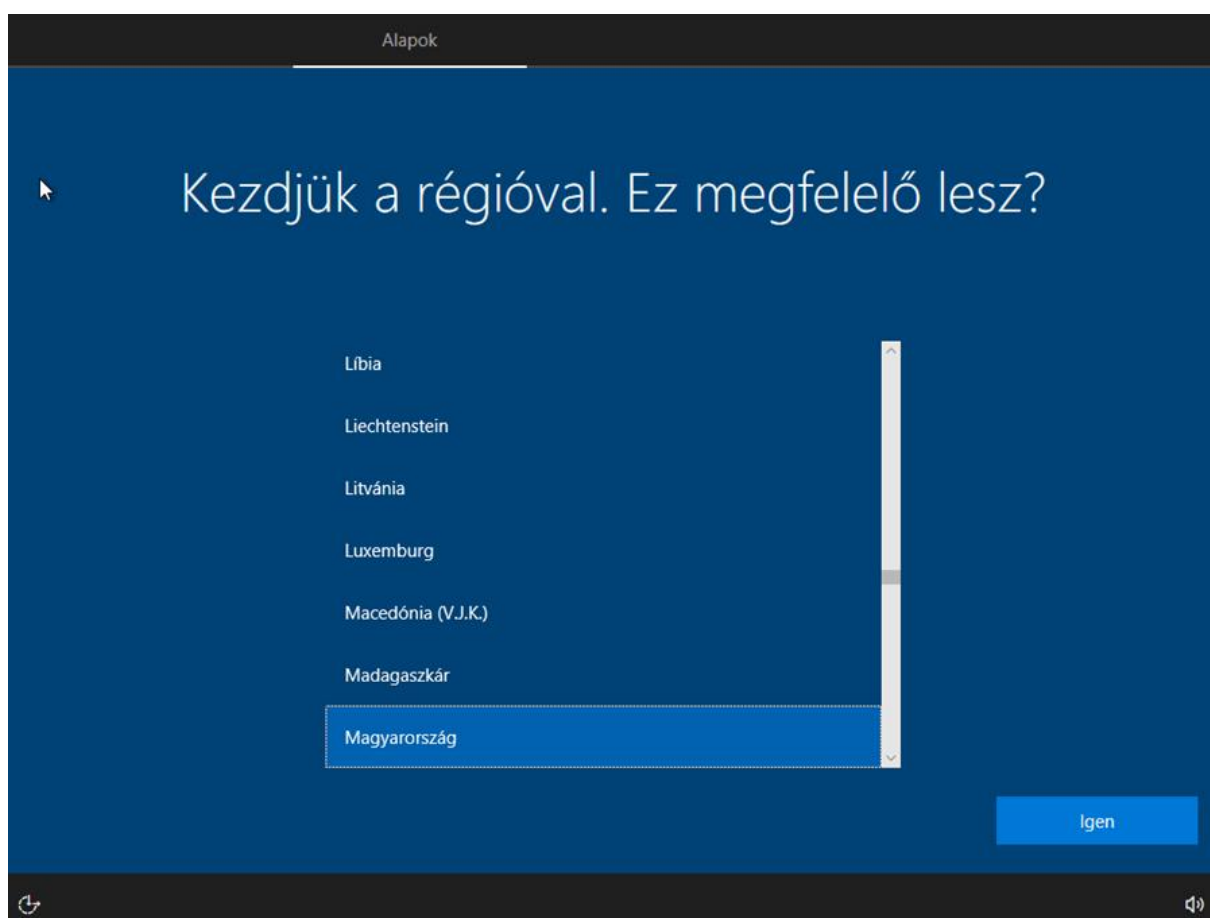 Alapok
Kezdjük a régióval. Ez megfelelő lesz?
Líbia
Liechtenstein
Litvánia
Luxemburg
Macedónia (V.J.K.)
Madagaszkár
Magyarország
Igen